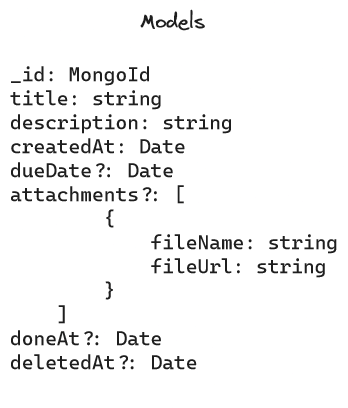 Models
_id: MongoId
title: string
description: string
createdAt: Date
dueDate?: Date
attachments?: [
{
fileName: string
fileUrl: string
}
]
doneAt?: Date
deletedAt?: Date